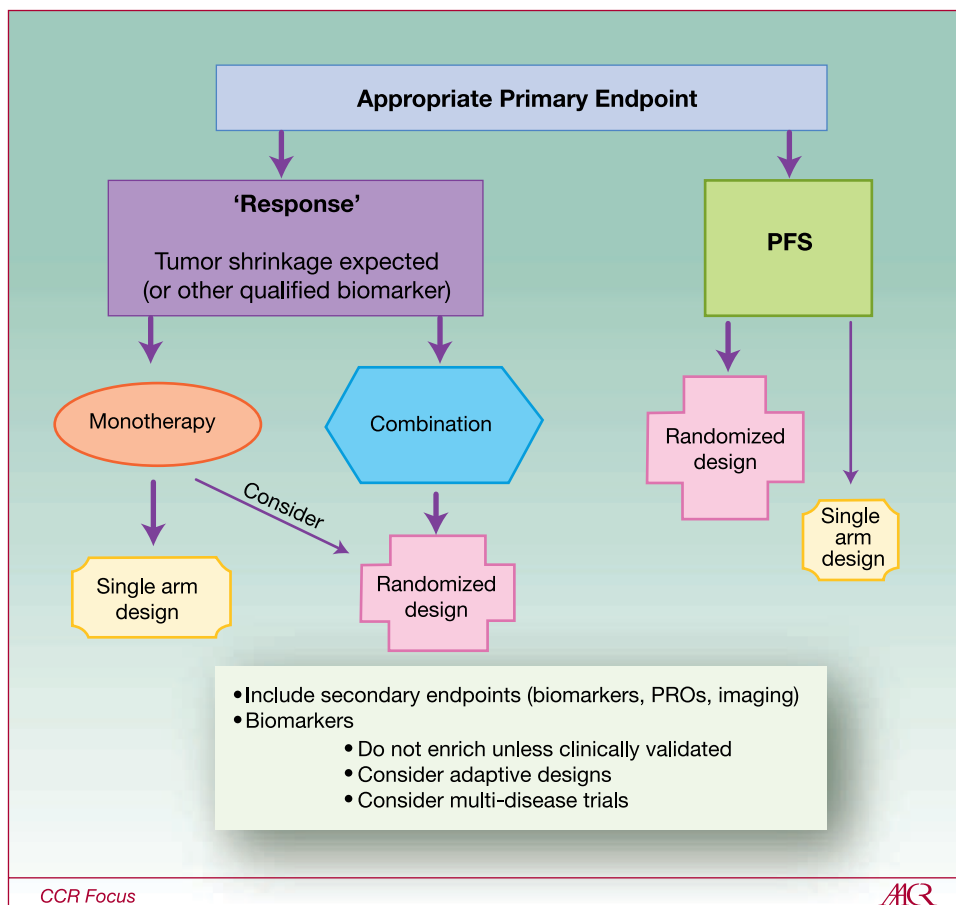 Appropriate Primary Endpoint
‘Response’
Tumor shrinkage expected
(or other qualified biomarker)
PFS
Monotherapy
Combination
Randomized
design
Consider
Single arm
design
Randomized
design
Single
arm
design
•Include secondary endpoints (biomarkers, PROs, imaging)
•Biomarkers
•Do not enrich unless clinically validated
•Consider adaptive designs
•Consider multi-disease trials
CCR Focus
AACR